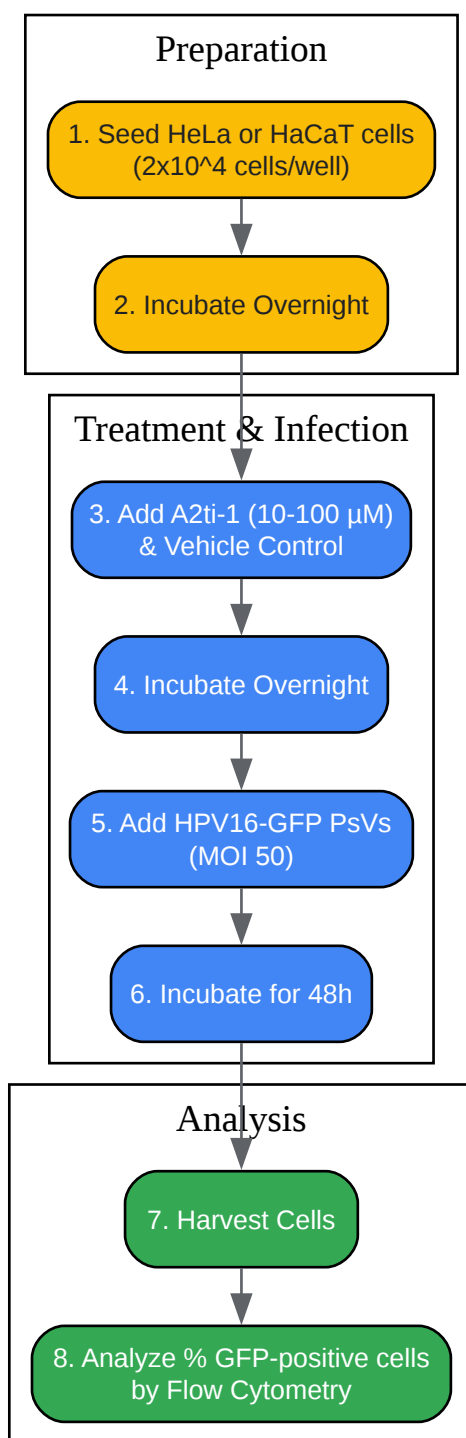 Preparation
1. Seed HeLa or HaCaT cells
(2x10^4 cells/well)
2. Incubate Overnight
Treatment & Infection
3. Add A2ti-1 (10-100 µM)
& Vehicle Control
4. Incubate Overnight
5. Add HPV16-GFP PsVs
(MOI 50)
6. Incubate for 48h
Analysis
7. Harvest Cells
8. Analyze % GFP-positive cells
by Flow Cytometry